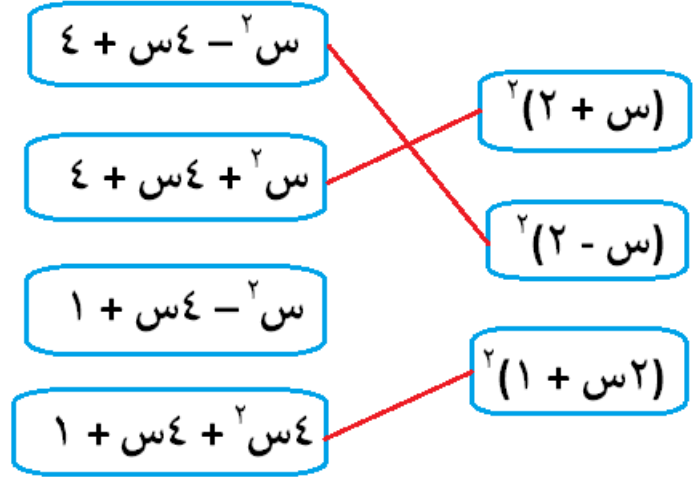 (س + ٢)٢
(س - ٢)٢
(٢س + ١)٢
س٢ – ٤س + ٤
س٢ + ٤س + ٤
س٢ – ٤س + ١
٤س٢ + ٤س + ١